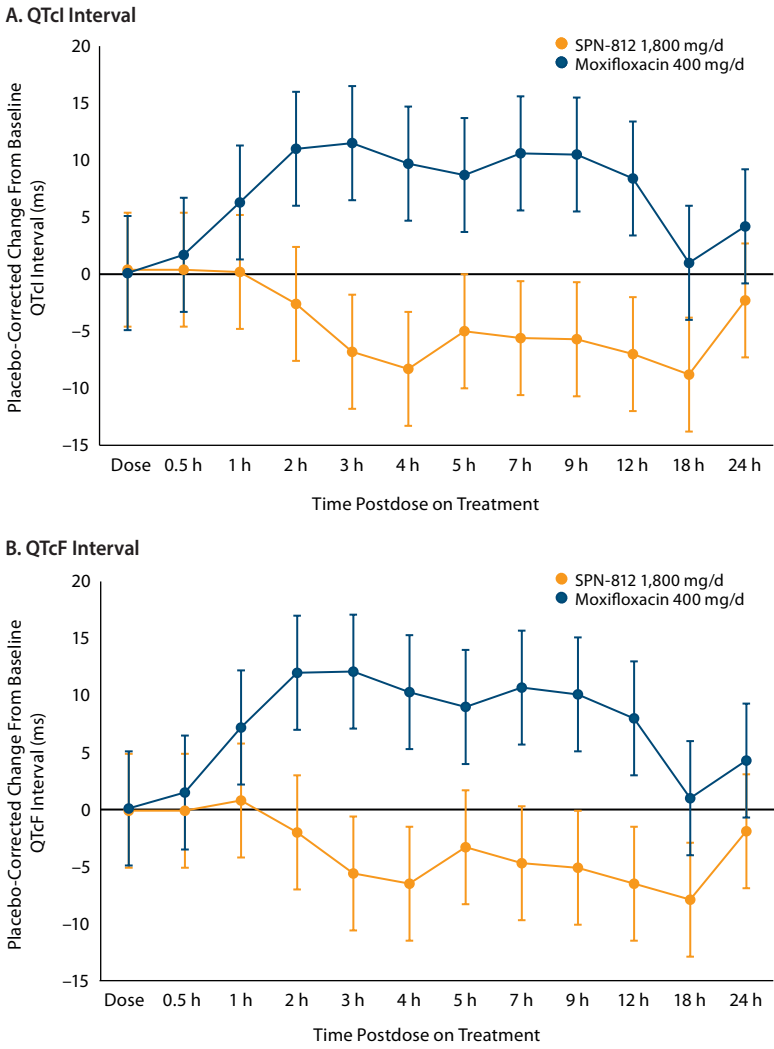 A. QTcI Interval
SPN-812 1,800 mg/d
Moxifloxacin 400 mg/d
Placebo-Corrected Change From Baseline
QTcI Interval (ms)
20
15
10
5
0
–5
–10
–15
Dose 0.5 h 1 h 2 h 3 h 4 h 5 h 7 h 9 h 12 h 18 h 24 h
Time Postdose on Treatment
B. QTcF Interval
SPN-812 1,800 mg/d
Moxifloxacin 400 mg/d
Placebo-Corrected Change From Baseline
QTcF Interval (ms)
20
15
10
5
0
–5
–10
–15
Dose 0.5 h 1 h 2 h 3 h 4 h 5 h 7 h 9 h 12 h 18 h 24 h
Time Postdose on Treatment